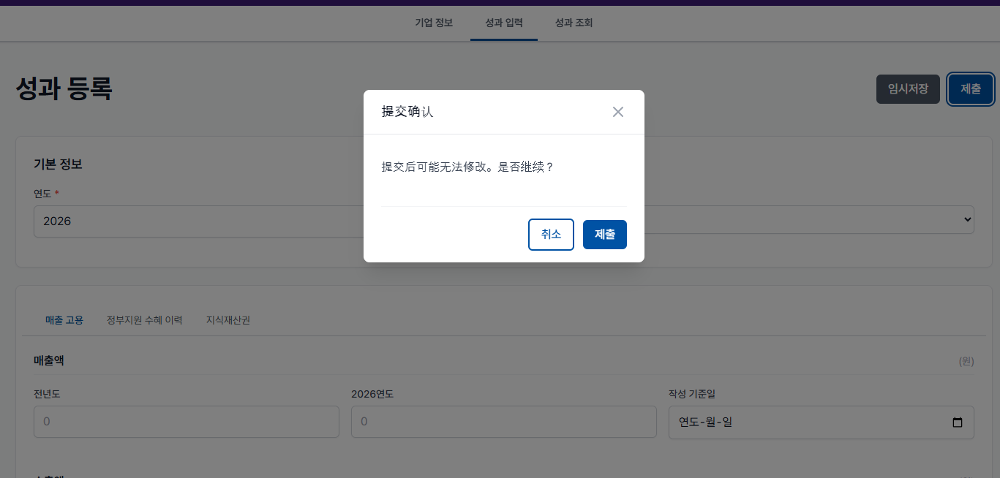 기업 정보 성과 입력 성과 조회
성과 등록
임시저장 제출
提交确认
기본 정보
提交后可能无法修改。是否继续？
연도 *
2026
취소 제출
매출 고용 정부지원 수혜 이력 지식재산권
매출액 (원)
전년도 2026연도 작성 기준일
0 0 연도-월-일